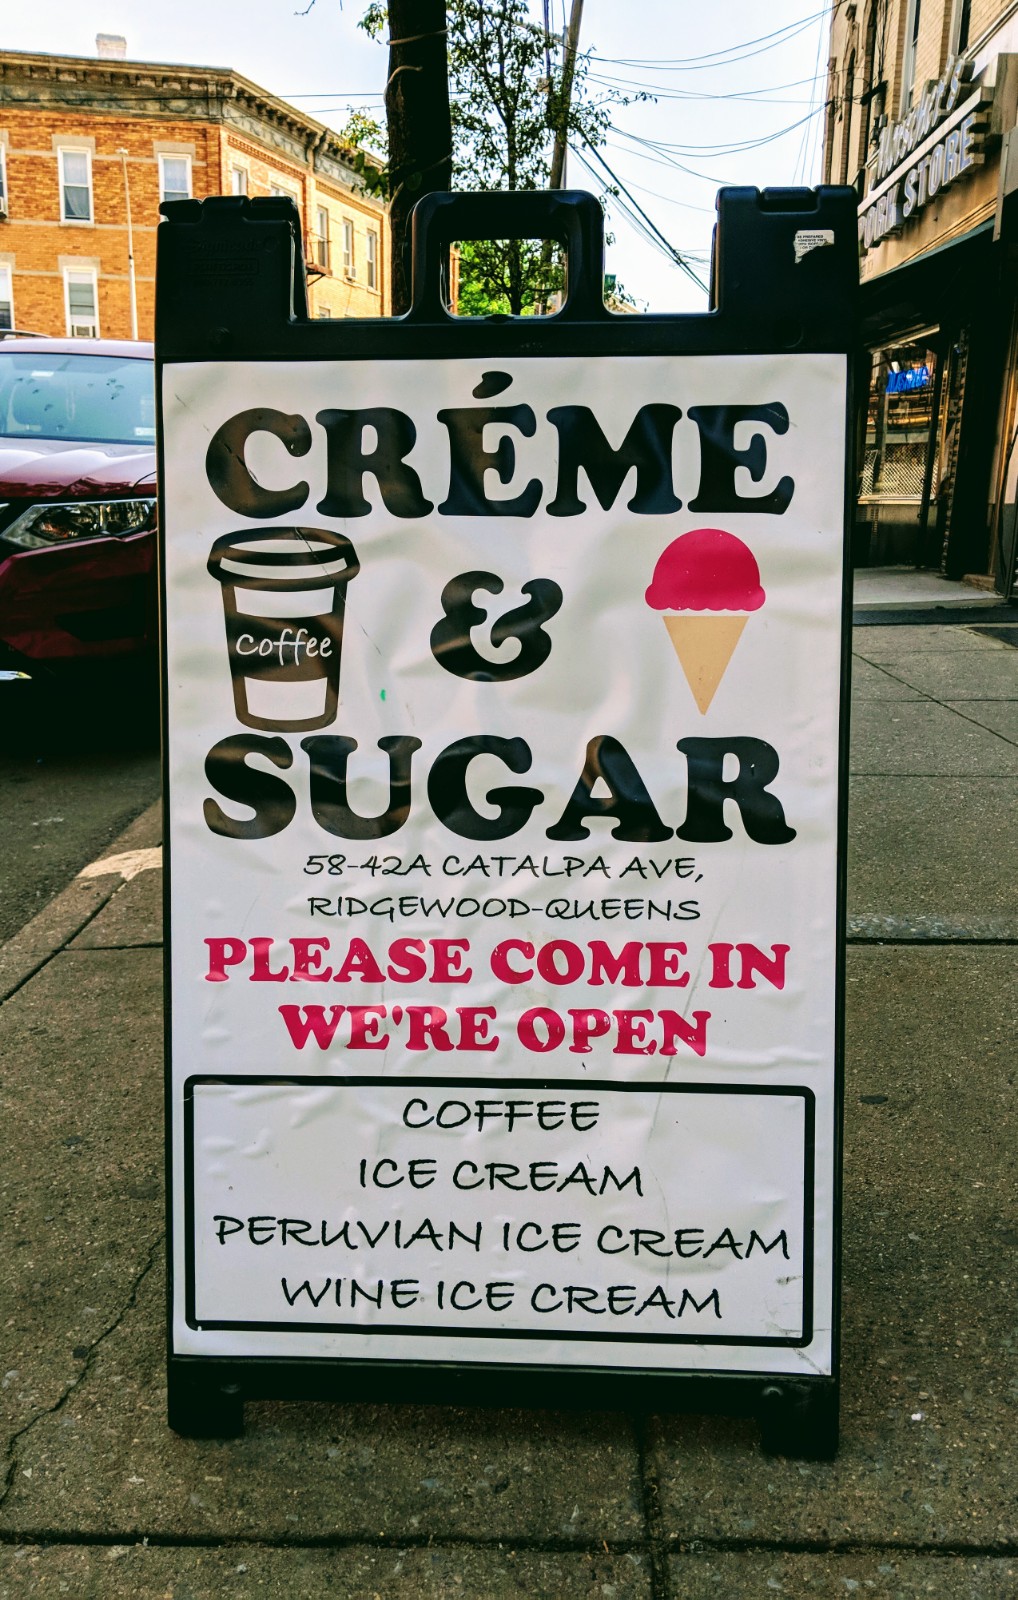 CRÉME
Coffee
&
SUGAR
58-42A CATALPA AVE,
RIDGEWOOD-QUEENS
PLEASE COME IN
WE'RE OPEN
COFFEE
ICE CREAM
PERUVIAN ICE CREAM
WINE ICE CREAM
STORE